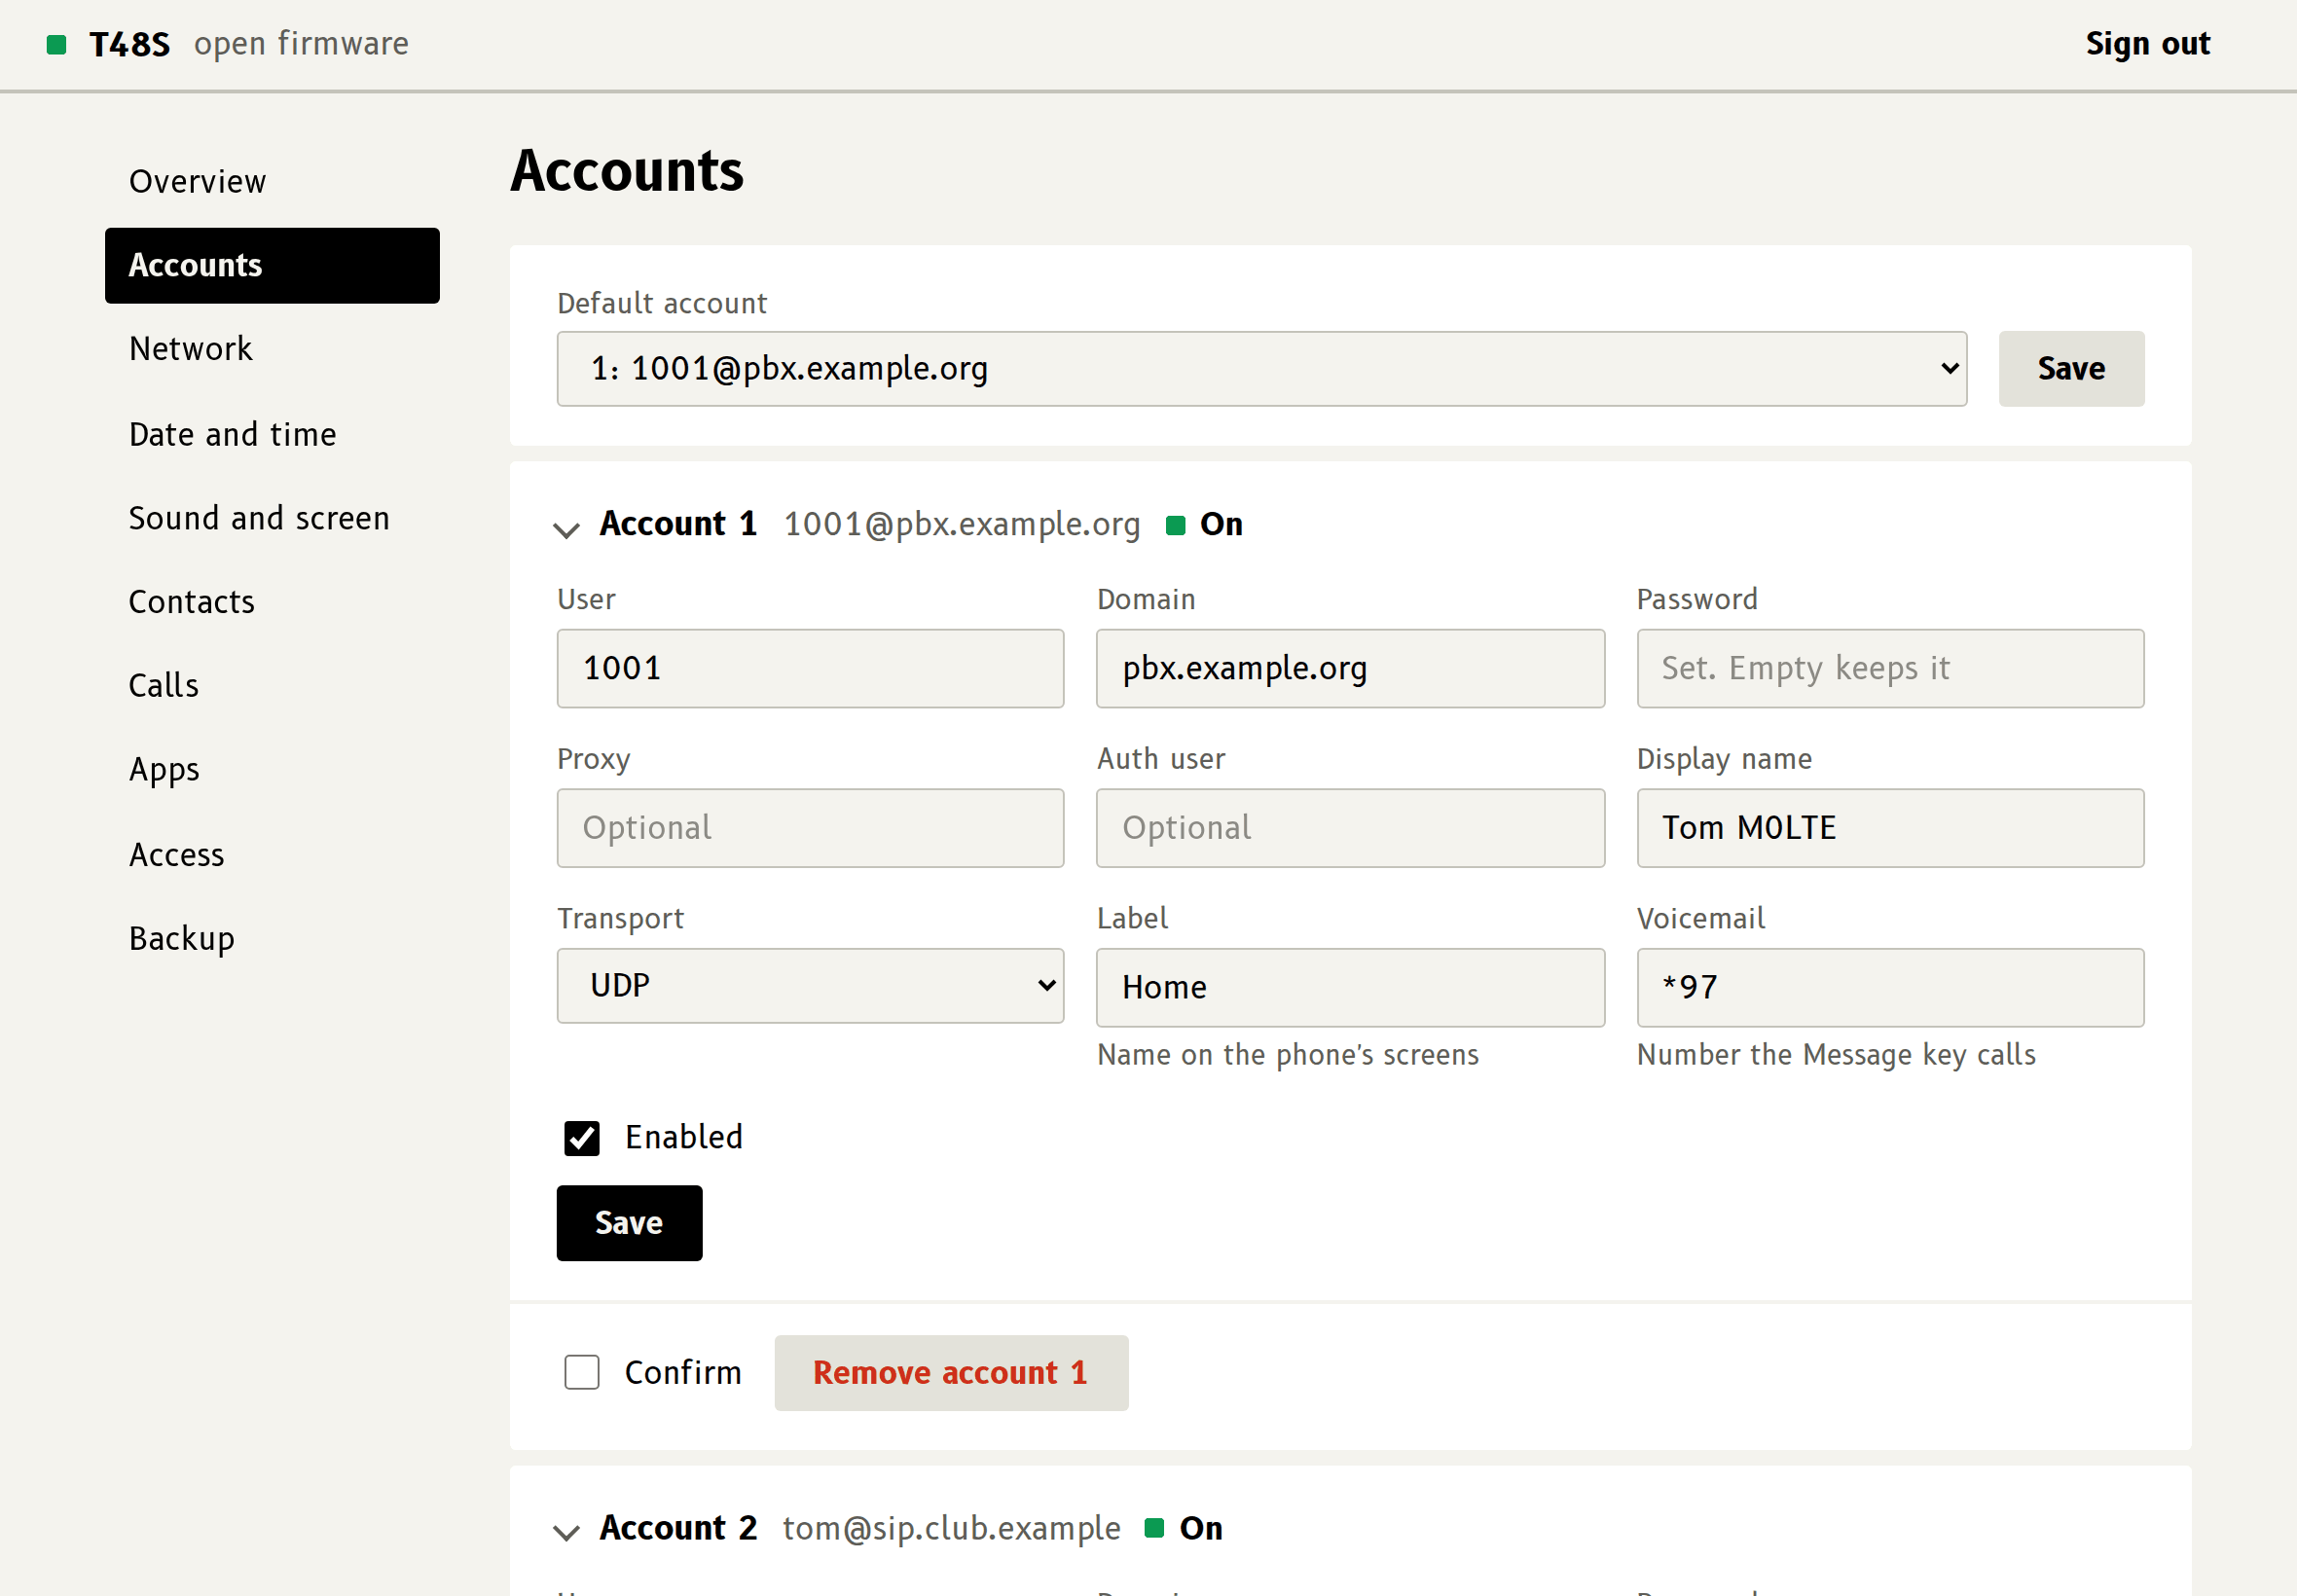 T48S open firmware
Sign out
Overview
Accounts
Network
Date and time
Sound and screen
Contacts
Calls
Apps
Access
Backup
Accounts
Default account
1: 1001@pbx.example.org
Save
Account 1 1001@pbx.example.org On
User Domain Password
1001 pbx.example.org Set. Empty keeps it
Proxy Auth user Display name
Optional Optional Tom M0LTE
Transport Label Voicemail
UDP Home *97
Name on the phone's screens Number the Message key calls
Enabled
Save
Confirm Remove account 1
Account 2 tom@sip.club.example On